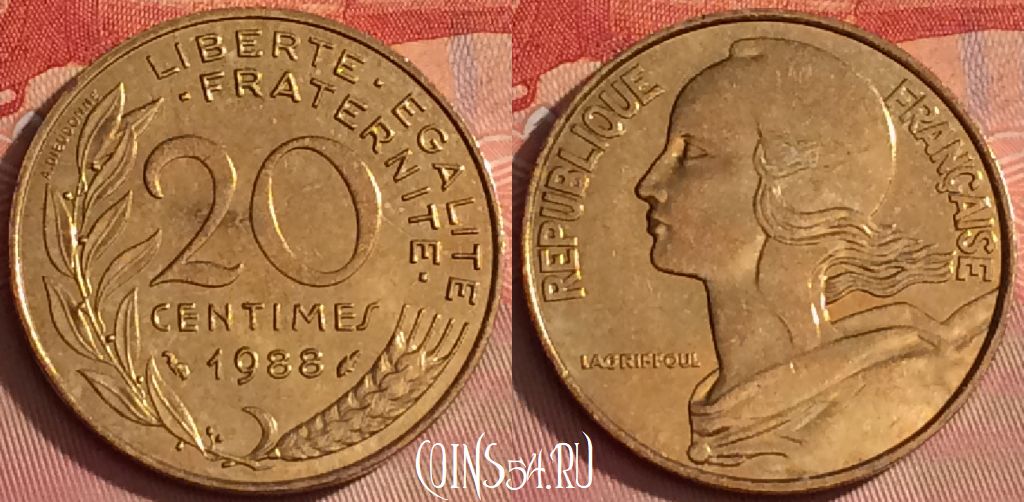 LIBERTE · EGALITE
· FRATERNITE ·
A.DIEUDONNE
20
CENTIMES
1988
REPUBLIQUE FRANÇAISE
LAGRIFFOUL
COINS54.RU